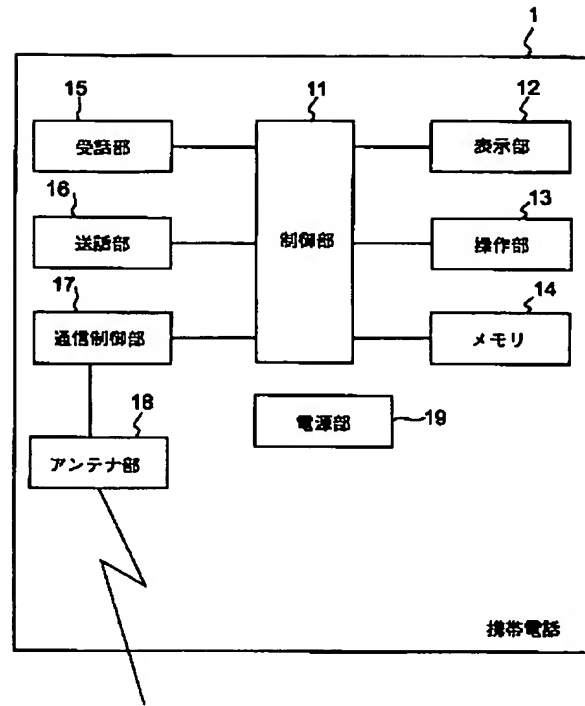 1
15
11
12
受話部
表示部
16
13
送話部
制御部
操作部
17
14
通信制御部
メモリ
18
電源部
19
アンテナ部
携帯電話